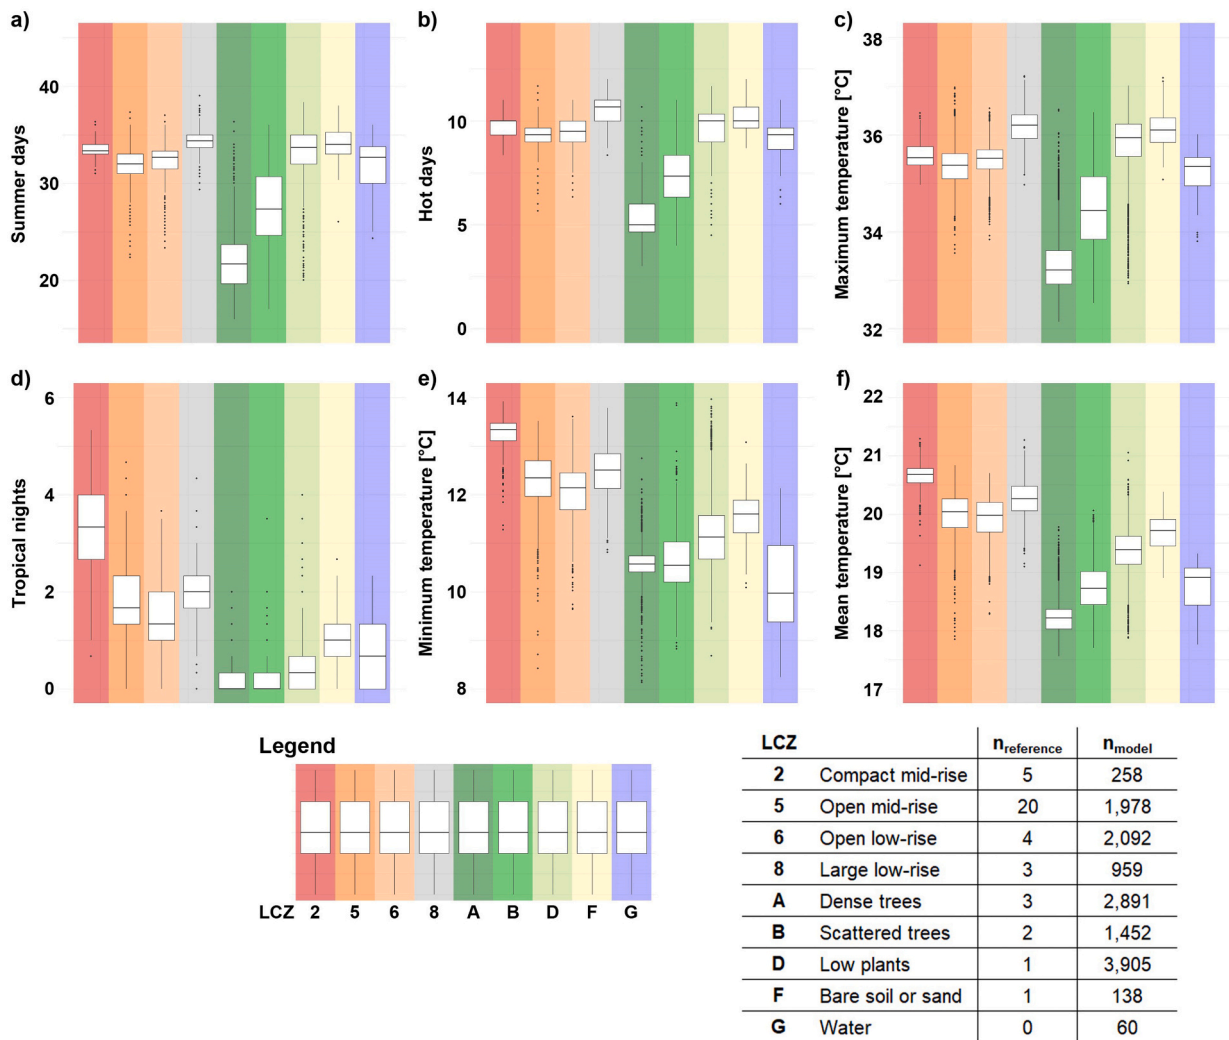 a)
b)
c)
Summer days
40
30
20
Hot days
10
5
0
Maximum temperature [°C]
38
36
34
32
d)
e)
f)
Tropical nights
6
4
2
0
Minimum temperature [°C]
14
12
10
8
Mean temperature [°C]
22
21
20
19
18
17
Legend
LCZ 2 5 6 8 A B D F G
LCZ nreference nmodel
2 Compact mid-rise 5 258
5 Open mid-rise 20 1,978
6 Open low-rise 4 2,092
8 Large low-rise 3 959
A Dense trees 3 2,891
B Scattered trees 2 1,452
D Low plants 1 3,905
F Bare soil or sand 1 138
G Water 0 60